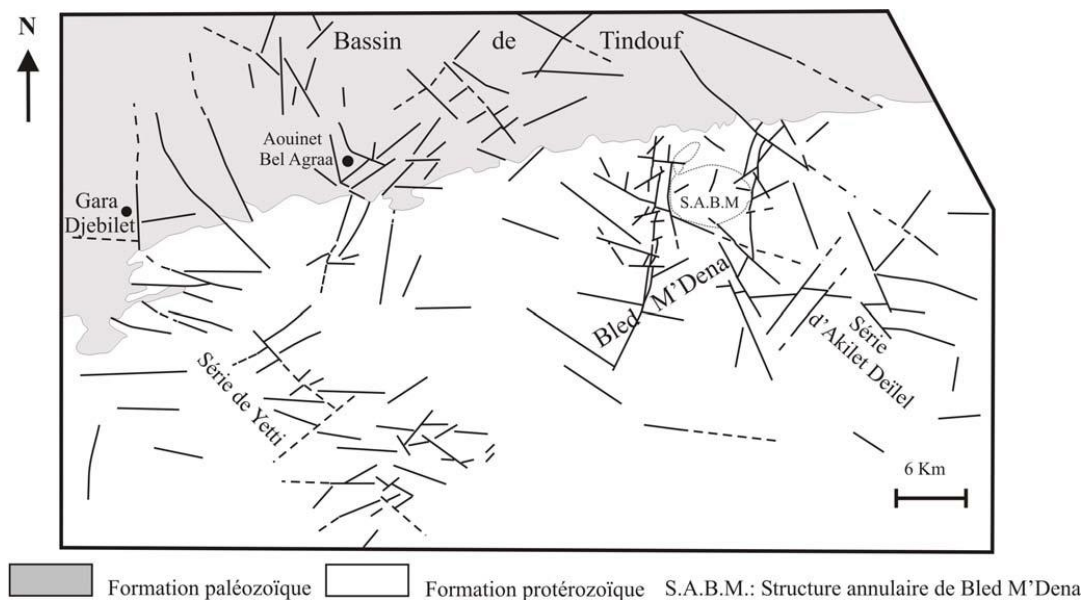 N
Bassin de Tindouf
Aouinet
Bel Agraa
Gara
Djebilet
S.A.B.M
Bled M'Dena
Série
d'Akilet Deïlel
Série de Yetti
6 Km
Formation paléozoïque Formation protérozoïque S.A.B.M.: Structure annulaire de Bled M'Dena